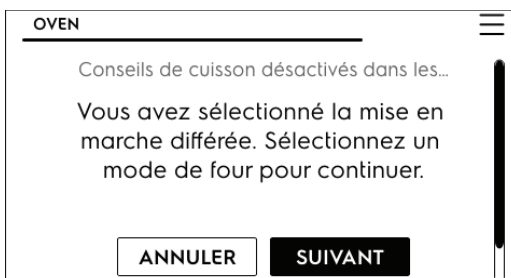 OVEN
Conseils de cuisson désactivés dans les...
Vous avez sélectionné la mise en
marche différée. Sélectionnez un
mode de four pour continuer.
ANNULER SUIVANT